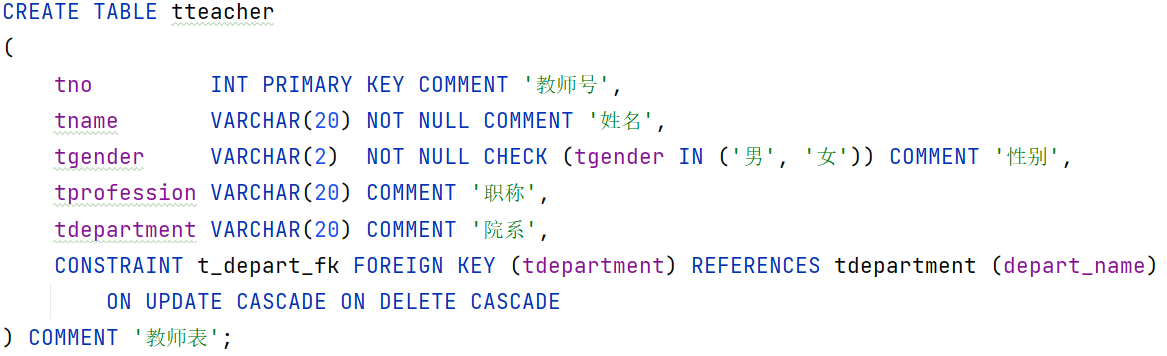 CREATE TABLE tteacher
(
    tno         INT PRIMARY KEY COMMENT '教师号',
    tname       VARCHAR(20) NOT NULL COMMENT '姓名',
    tgender     VARCHAR(2)  NOT NULL CHECK (tgender IN ('男', '女')) COMMENT '性别',
    tprofession VARCHAR(20) COMMENT '职称',
    tdepartment VARCHAR(20) COMMENT '院系',
    CONSTRAINT t_depart_fk FOREIGN KEY (tdepartment) REFERENCES tdepartment (depart_name)
        ON UPDATE CASCADE ON DELETE CASCADE
) COMMENT '教师表';